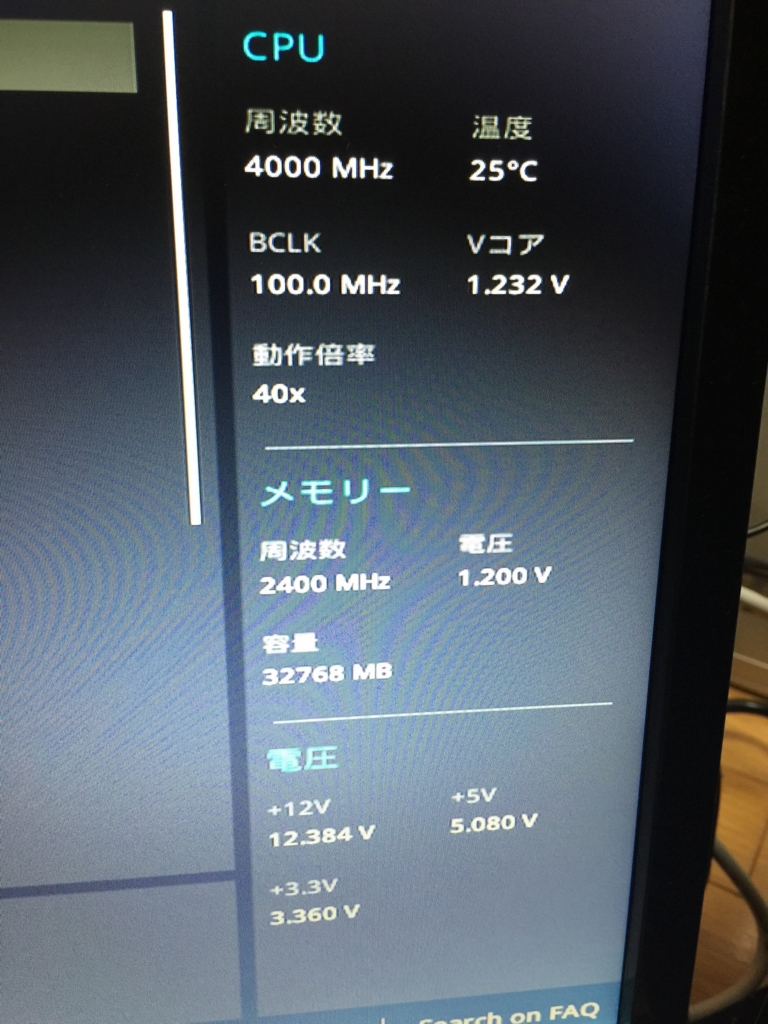 CPU
周波数 温度
4000 MHz 25°C
BCLK Vコア
100.0 MHz 1.232 V
動作倍率
40x
メモリー
周波数 電圧
2400 MHz 1.200 V
容量
32768 MB
電圧
+12V +5V
12.384 V 5.080 V
+3.3V
3.360 V
| Search on FAQ